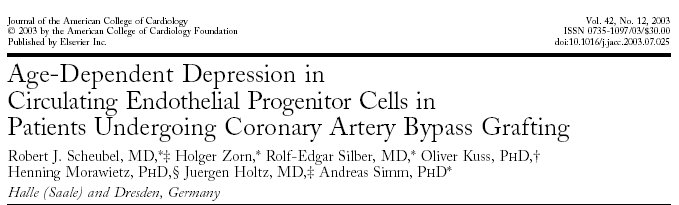 Journal of the American College of Cardiology Vol. 42, No. 12, 2003
© 2003 by the American College of Cardiology Foundation ISSN 0735-1097/03/$30.00
Published by Elsevier Inc. doi:10.1016/j.jacc.2003.07.025
Age-Dependent Depression in
Circulating Endothelial Progenitor Cells in
Patients Undergoing Coronary Artery Bypass Grafting
Robert J. Scheubel, MD,*‡ Holger Zorn,* Rolf-Edgar Silber, MD,* Oliver Kuss, PHD,†
Henning Morawietz, PHD,§ Juergen Holtz, MD,‡ Andreas Simm, PHD*
Halle (Saale) and Dresden, Germany